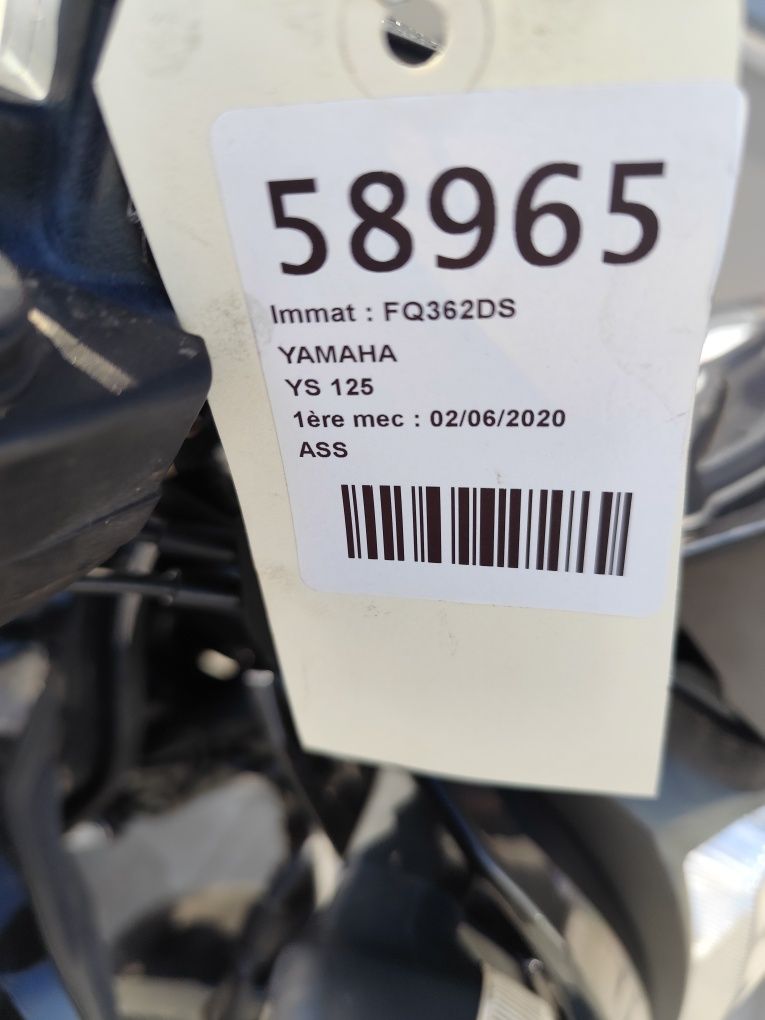 58965
Immat : FQ362DS
YAMAHA
YS 125
1ère mec : 02/06/2020
ASS